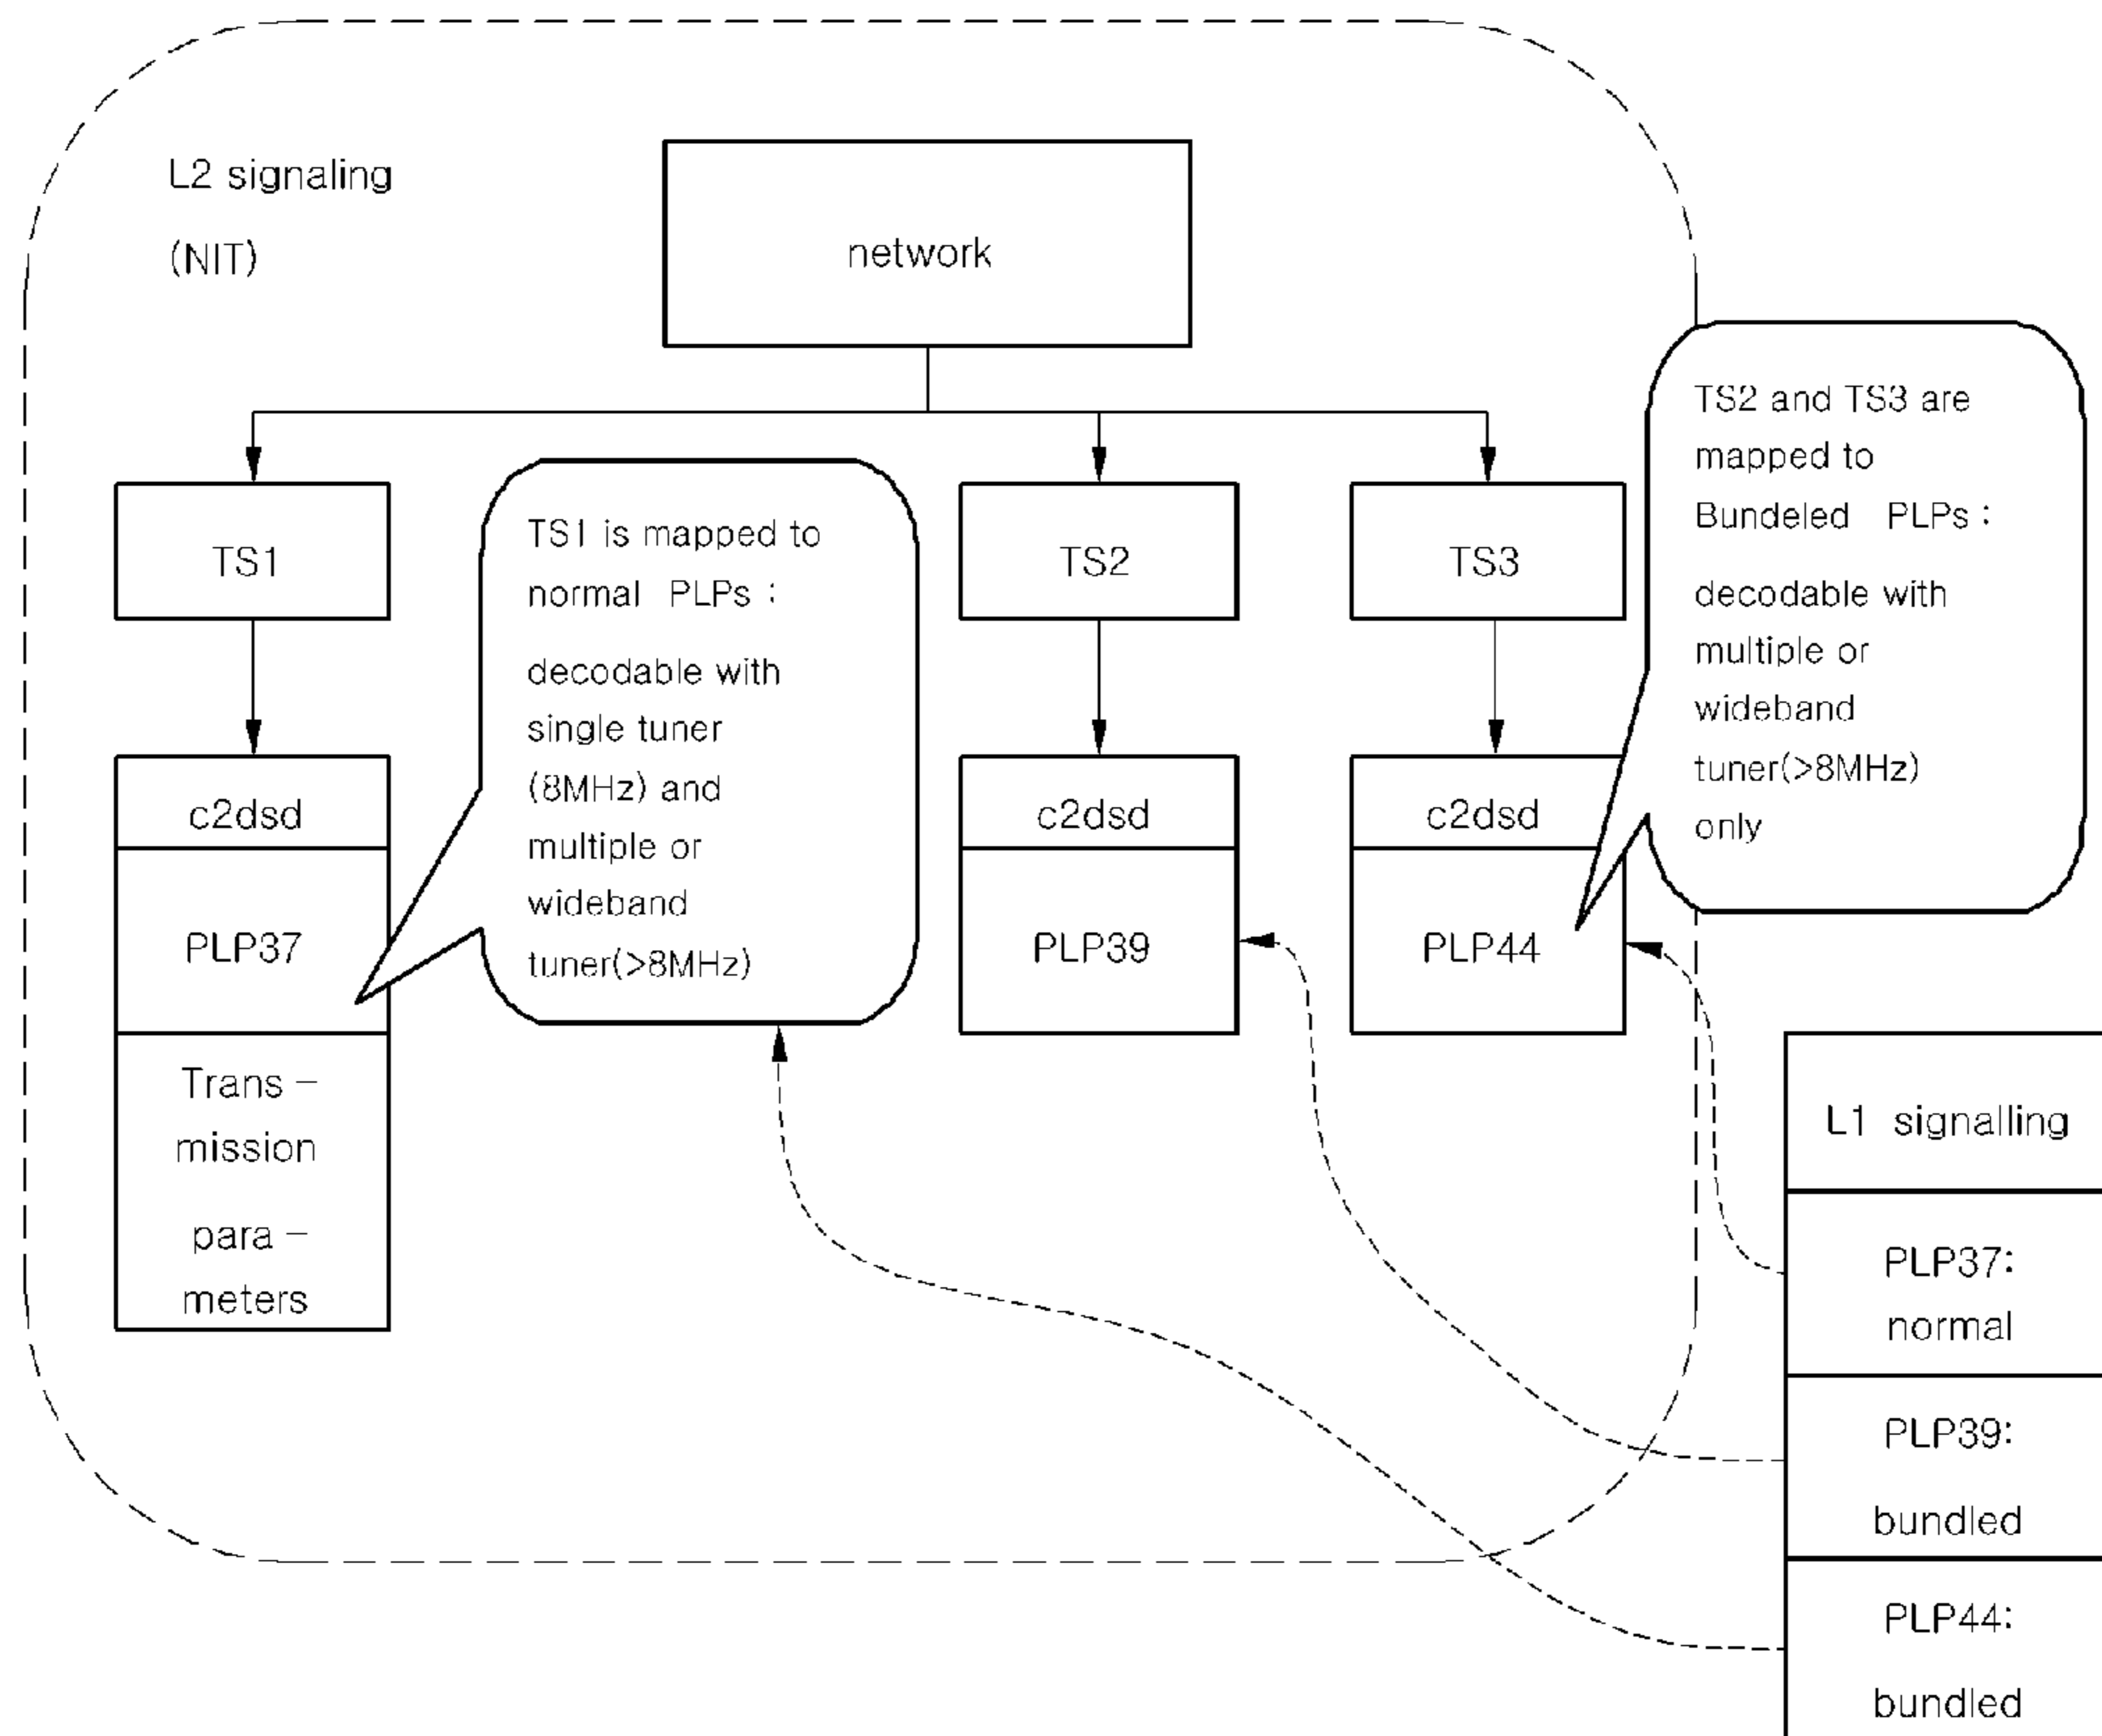 L2 signaling
(NIT)
network
TS1
TS2
TS3
TS1 is mapped to
normal PLPs :
decodable with
single tuner
(8MHz) and
multiple or
wideband
tuner(>8MHz)
TS2 and TS3 are
mapped to
Bundeled PLPs :
decodable with
multiple or
wideband
tuner(>8MHz)
only
c2dsd
PLP37
Trans –
mission
para –
meters
c2dsd
PLP39
c2dsd
PLP44
L1 signalling
PLP37:
normal
PLP39:
bundled
PLP44:
bundled